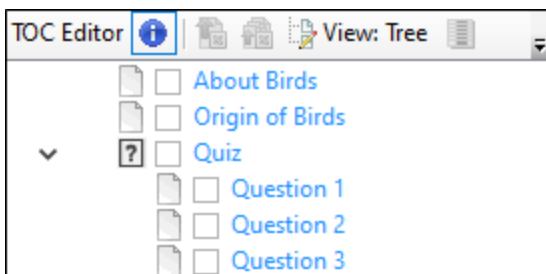 TOC Editor View: Tree
About Birds
Origin of Birds
? Quiz
Question 1
Question 2
Question 3